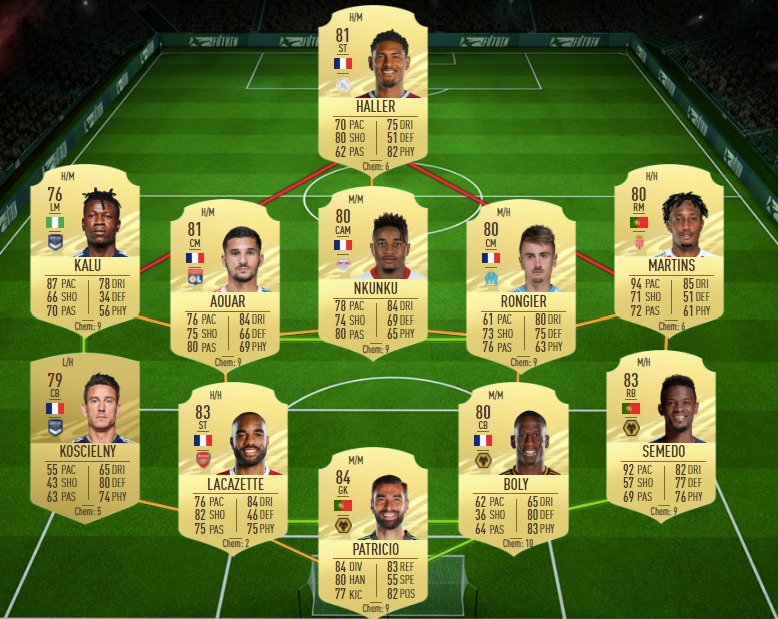 H/M
81
ST
HALLER
70 PAC 75 DRI
80 SHO 51 DEF
62 PAS 82 PHY
Chem: 6
H/M
76
LM
KALU
87 PAC 78 DRI
66 SHO 34 DEF
70 PAS 56 PHY
Chem: 9
H/M
81
CM
OL
AOUAR
76 PAC 84 DRI
75 SHO 66 DEF
80 PAS 69 PHY
Chem: 9
M/M
80
CAM
NKUNKU
78 PAC 84 DRI
74 SHO 69 DEF
80 PAS 65 PHY
Chem: 9
M/H
80
CM
RONGIER
61 PAC 80 DRI
73 SHO 75 DEF
76 PAS 63 PHY
Chem: 9
H/H
80
RM
MARTINS
94 PAC 85 DRI
71 SHO 51 DEF
72 PAS 61 PHY
Chem: 6
L/H
79
CB
KOSCIELNY
55 PAC 65 DRI
43 SHO 80 DEF
63 PAS 74 PHY
Chem: 5
H/H
83
ST
LACAZETTE
76 PAC 84 DRI
82 SHO 46 DEF
75 PAS 75 PHY
Chem: 2
M/M
84
GK
PATRICIO
84 DIV 83 REF
80 HAN 55 SPE
77 KIC 82 POS
Chem: 9
M/M
80
CB
BOLY
62 PAC 65 DRI
36 SHO 80 DEF
64 PAS 83 PHY
Chem: 10
M/H
83
RB
SEMEDO
92 PAC 82 DRI
57 SHO 77 DEF
69 PAS 76 PHY
Chem: 9